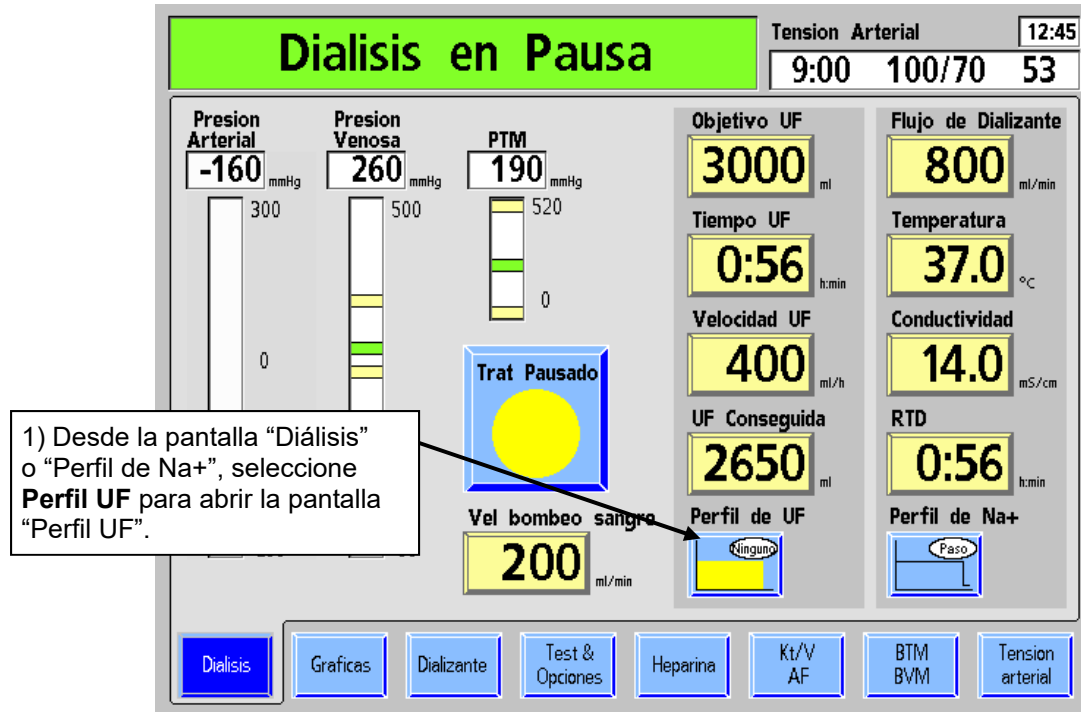 Dialisis en Pausa
Tension Arterial
12:45
9:00 100/70 53
Presion
Arterial
-160 mmHg
300
0
Presion
Venosa
260 mmHg
500
PTM
190 mmHg
520
0
Trat Pausado
Vel bombeo sangre
200 ml/min
Objetivo UF
3000 ml
Tiempo UF
0:56 h:min
Velocidad UF
400 ml/h
UF Conseguida
2650 ml
Perfil de UF
Ninguno
Flujo de Dializante
800 ml/min
Temperatura
37.0 °C
Conductividad
14.0 mS/cm
RTD
0:56 h:min
Perfil de Na+
Paso
1) Desde la pantalla “Diálisis”
o “Perfil de Na+”, seleccione
Perfil UF para abrir la pantalla
“Perfil UF”.
Dialisis
Graficas
Dializante
Test &
Opciones
Heparina
Kt/V
AF
BTM
BVM
Tension
arterial